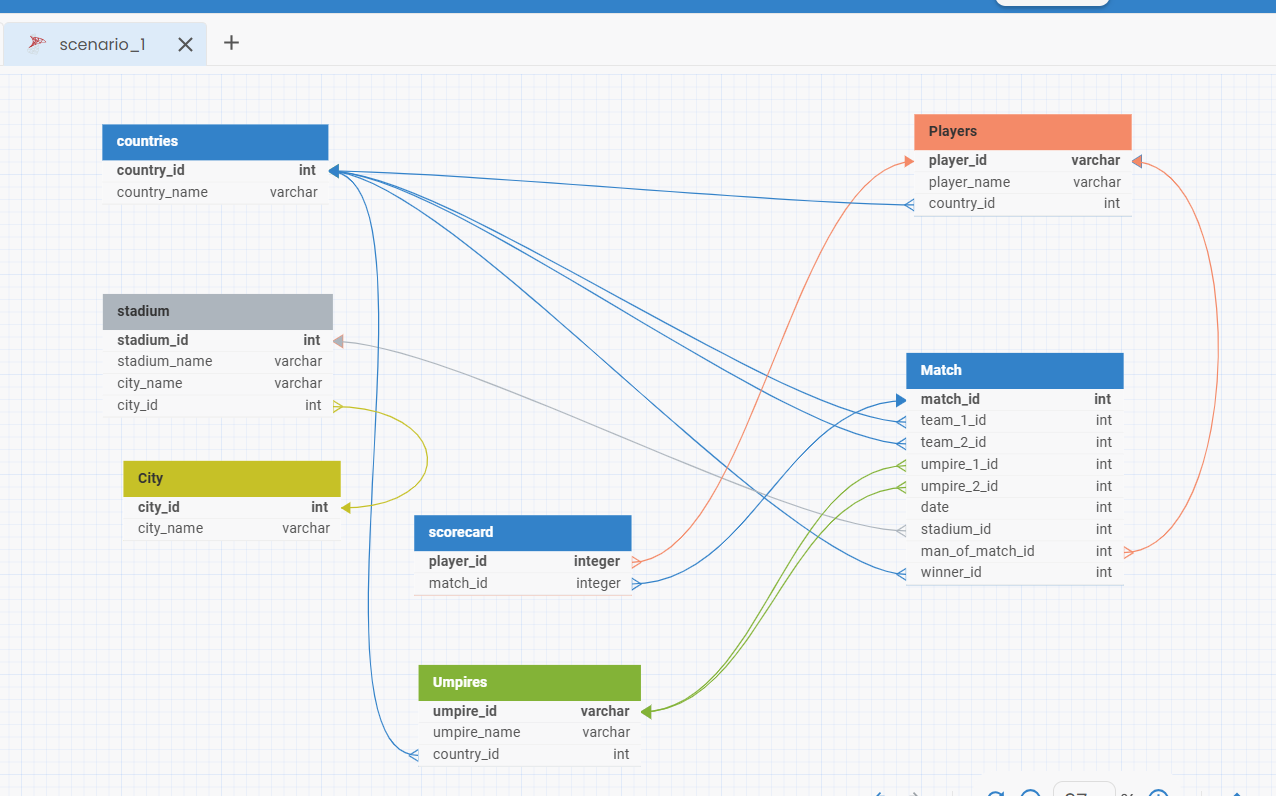 scenario_1
countries
country_id int
country_name varchar
Players
player_id varchar
player_name varchar
country_id int
stadium
stadium_id int
stadium_name varchar
city_name varchar
city_id int
Match
match_id int
team_1_id int
team_2_id int
umpire_1_id int
umpire_2_id int
date int
stadium_id int
man_of_match_id int
winner_id int
City
city_id int
city_name varchar
scorecard
player_id integer
match_id integer
Umpires
umpire_id varchar
umpire_name varchar
country_id int